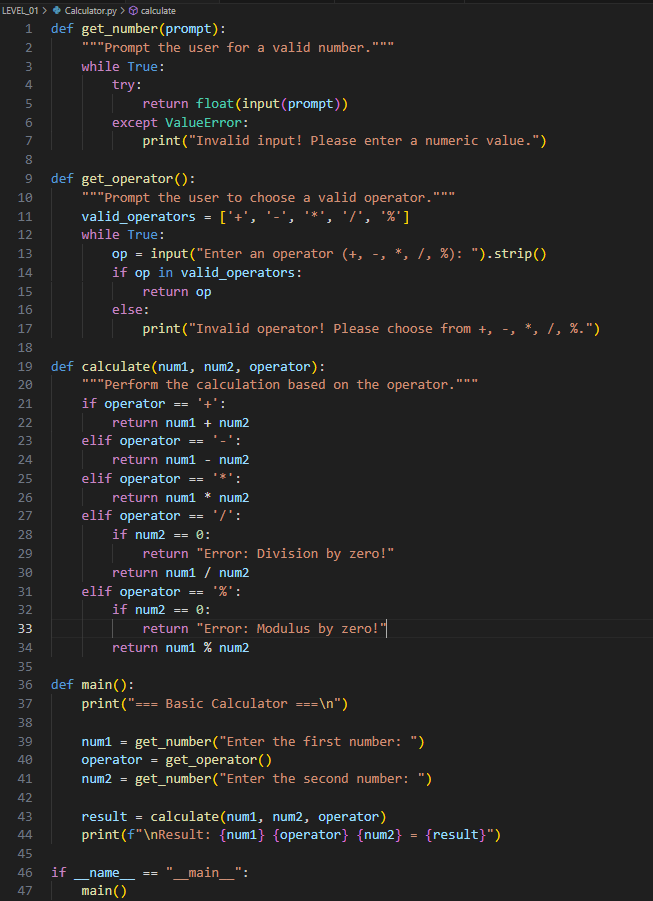 LEVEL_01 > Calculator.py > calculate
1 def get_number(prompt):
2     """Prompt the user for a valid number."""
3     while True:
4         try:
5             return float(input(prompt))
6         except ValueError:
7             print("Invalid input! Please enter a numeric value.")
8
9 def get_operator():
10     """Prompt the user to choose a valid operator."""
11     valid_operators = ['+', '-', '*', '/', '%']
12     while True:
13         op = input("Enter an operator (+, -, *, /, %): ").strip()
14         if op in valid_operators:
15             return op
16         else:
17             print("Invalid operator! Please choose from +, -, *, /, %.")
18
19 def calculate(num1, num2, operator):
20     """Perform the calculation based on the operator."""
21     if operator == '+':
22         return num1 + num2
23     elif operator == '-':
24         return num1 - num2
25     elif operator == '*':
26         return num1 * num2
27     elif operator == '/':
28         if num2 == 0:
29             return "Error: Division by zero!"
30         return num1 / num2
31     elif operator == '%':
32         if num2 == 0:
33             return "Error: Modulus by zero!"
34         return num1 % num2
35
36 def main():
37     print("=== Basic Calculator ===\n")
38
39     num1 = get_number("Enter the first number: ")
40     operator = get_operator()
41     num2 = get_number("Enter the second number: ")
42
43     result = calculate(num1, num2, operator)
44     print(f"\nResult: {num1} {operator} {num2} = {result}")
45
46 if __name__ == "__main__":
47     main()